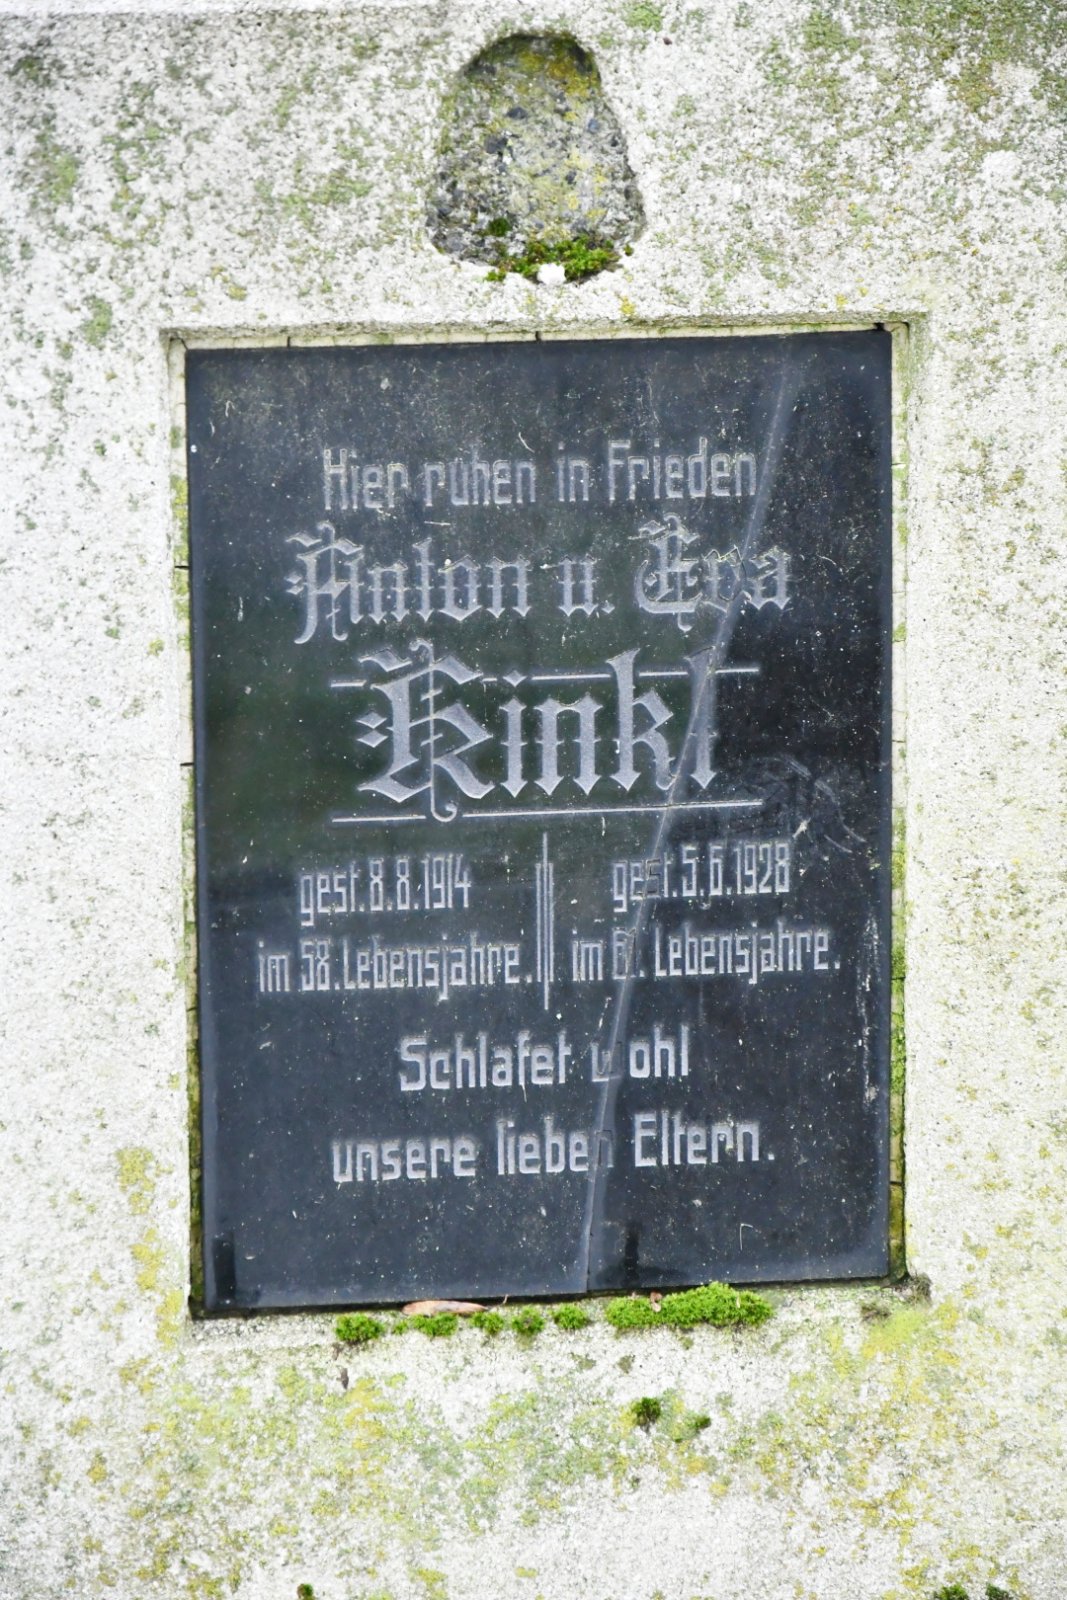 Hier ruhen in Frieden
Anton u. Eva
Kinkl
gest. 8.8.1914
im 58. Lebensjahre.
gest. 5.6.1928
im Lebensjahre.
Schlafet wohl
unsere lieben Eltern.